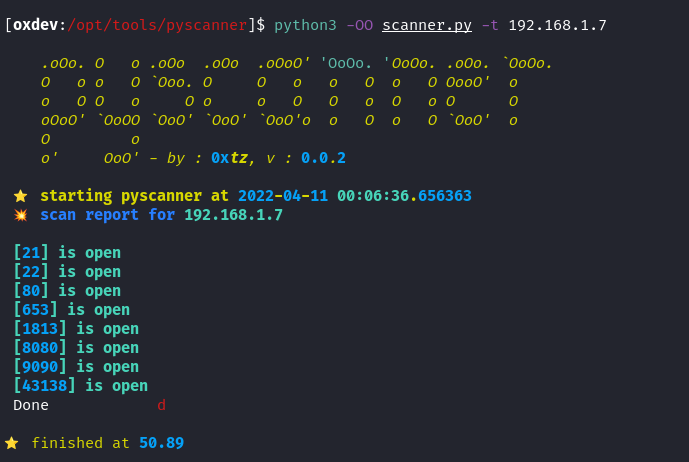 [oxdev:/opt/tools/pyscanner]$ python3 -OO scanner.py -t 192.168.1.7
.oOo. O   o .oOo  .oOo  .oOoO' 'OoOo. 'OoOo. .oOo. `OoOo.
O   o o   O `Ooo. O     O   o   o   O  o   O OooO'  o
o   O O   o     O o     o   O   O   o  O   o O      O
oOoO' `OoOO `OoO' `OoO' `OoO'o  o   O  o   O `OoO'  o
O         o
o'     OoO' - by : 0xtz, v : 0.0.2
⭐ starting pyscanner at 2022-04-11 00:06:36.656363
💥 scan report for 192.168.1.7
[21] is open
[22] is open
[80] is open
[653] is open
[1813] is open
[8080] is open
[9090] is open
[43138] is open
Done            d
⭐ finished at 50.89